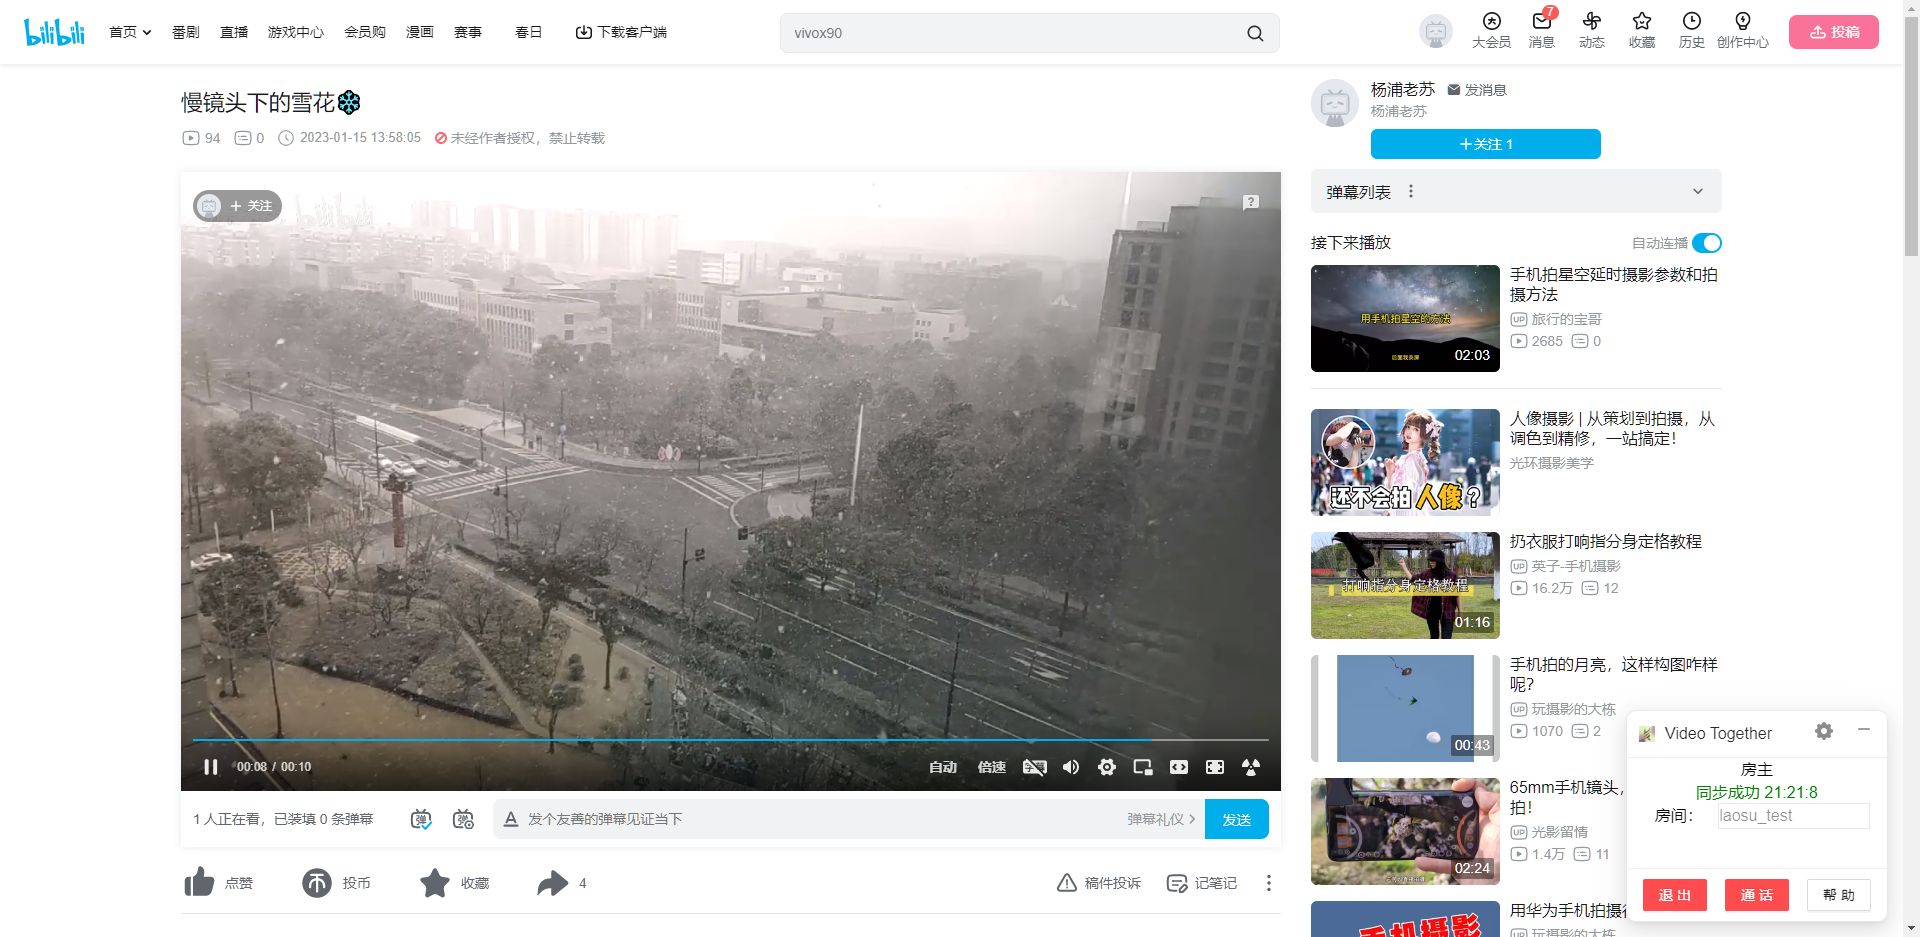 bilibili
首页
番剧
直播
游戏中心
会员购
漫画
赛事
春日
下载客户端
vivox90
大会员
7
消息
动态
收藏
历史
创作中心
投稿
慢镜头下的雪花
94
0
2023-01-15 13:58:05
未经作者授权，禁止转载
+ 关注
00:08 / 00:10
自动
倍速
字幕
1 人正在看，已装填 0 条弹幕
发个友善的弹幕见证当下
弹幕礼仪 >
发送
点赞
投币
收藏
4
稿件投诉
记笔记
杨浦老苏
发消息
杨浦老苏
+关注 1
弹幕列表
接下来播放
自动连播
用手机拍星空的方法
02:03
手机拍星空延时摄影参数和拍
摄方法
UP 旅行的宝哥
2685
0
还不会拍人像？
人像摄影 | 从策划到拍摄，从
调色到精修，一站搞定！
光环摄影美学
打响指分身定格教程
01:16
扔衣服打响指分身定格教程
UP 英子-手机摄影
16.2万
12
00:43
手机拍的月亮，这样构图咋样
呢？
UP 玩摄影的大栋
1070
2
02:24
65mm手机镜头，
拍！
UP 光影留情
1.4万
11
手机摄影
用华为手机拍摄
UP 玩摄影的大栋
Video Together
房主
同步成功 21:21:8
房间：
laosu_test
退出
通话
帮助